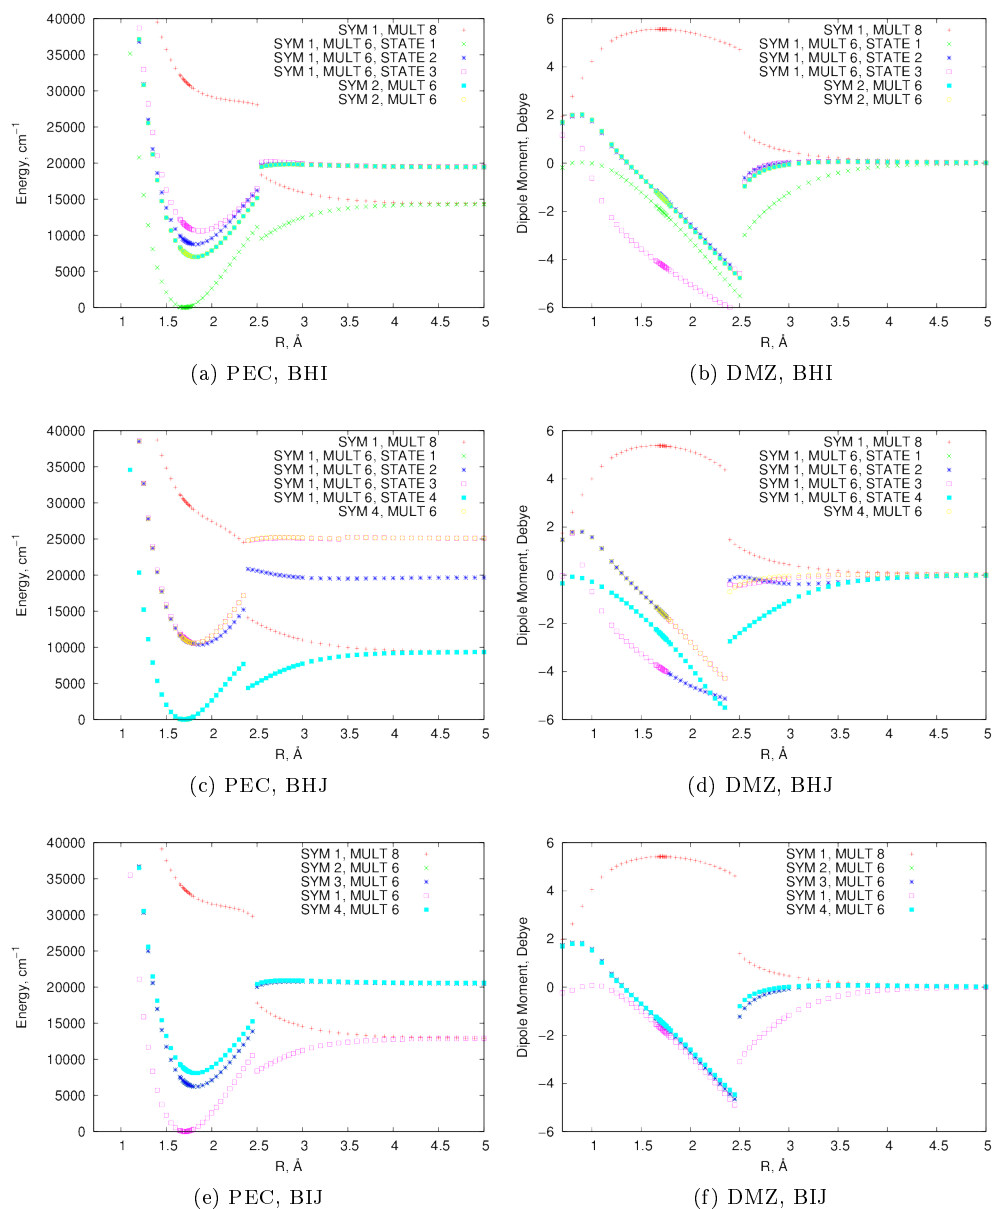 SYM 1, MULT 8
SYM 1, MULT 6, STATE 1
SYM 1, MULT 6, STATE 2
SYM 1, MULT 6, STATE 3
SYM 2, MULT 6
SYM 2, MULT 6
40000
35000
30000
25000
20000
15000
10000
5000
0
Energy, cm⁻¹
1 1.5 2 2.5 3 3.5 4 4.5 5
R, Å
(a) PEC, BHI
SYM 1, MULT 8
SYM 1, MULT 6, STATE 1
SYM 1, MULT 6, STATE 2
SYM 1, MULT 6, STATE 3
SYM 2, MULT 6
SYM 2, MULT 6
6
4
2
0
−2
−4
−6
Dipole Moment, Debye
1 1.5 2 2.5 3 3.5 4 4.5 5
R, Å
(b) DMZ, BHI
SYM 1, MULT 8
SYM 1, MULT 6, STATE 1
SYM 1, MULT 6, STATE 2
SYM 1, MULT 6, STATE 3
SYM 1, MULT 6, STATE 4
SYM 4, MULT 6
40000
35000
30000
25000
20000
15000
10000
5000
0
Energy, cm⁻¹
1 1.5 2 2.5 3 3.5 4 4.5 5
R, Å
(c) PEC, BHJ
SYM 1, MULT 8
SYM 1, MULT 6, STATE 1
SYM 1, MULT 6, STATE 2
SYM 1, MULT 6, STATE 3
SYM 1, MULT 6, STATE 4
SYM 4, MULT 6
6
4
2
0
−2
−4
−6
Dipole Moment, Debye
1 1.5 2 2.5 3 3.5 4 4.5 5
R, Å
(d) DMZ, BHJ
SYM 1, MULT 8
SYM 2, MULT 6
SYM 3, MULT 6
SYM 1, MULT 6
SYM 4, MULT 6
40000
35000
30000
25000
20000
15000
10000
5000
0
Energy, cm⁻¹
1 1.5 2 2.5 3 3.5 4 4.5 5
R, Å
(e) PEC, BIJ
SYM 1, MULT 8
SYM 2, MULT 6
SYM 3, MULT 6
SYM 1, MULT 6
SYM 4, MULT 6
6
4
2
0
−2
−4
−6
Dipole Moment, Debye
1 1.5 2 2.5 3 3.5 4 4.5 5
R, Å
(f) DMZ, BIJ